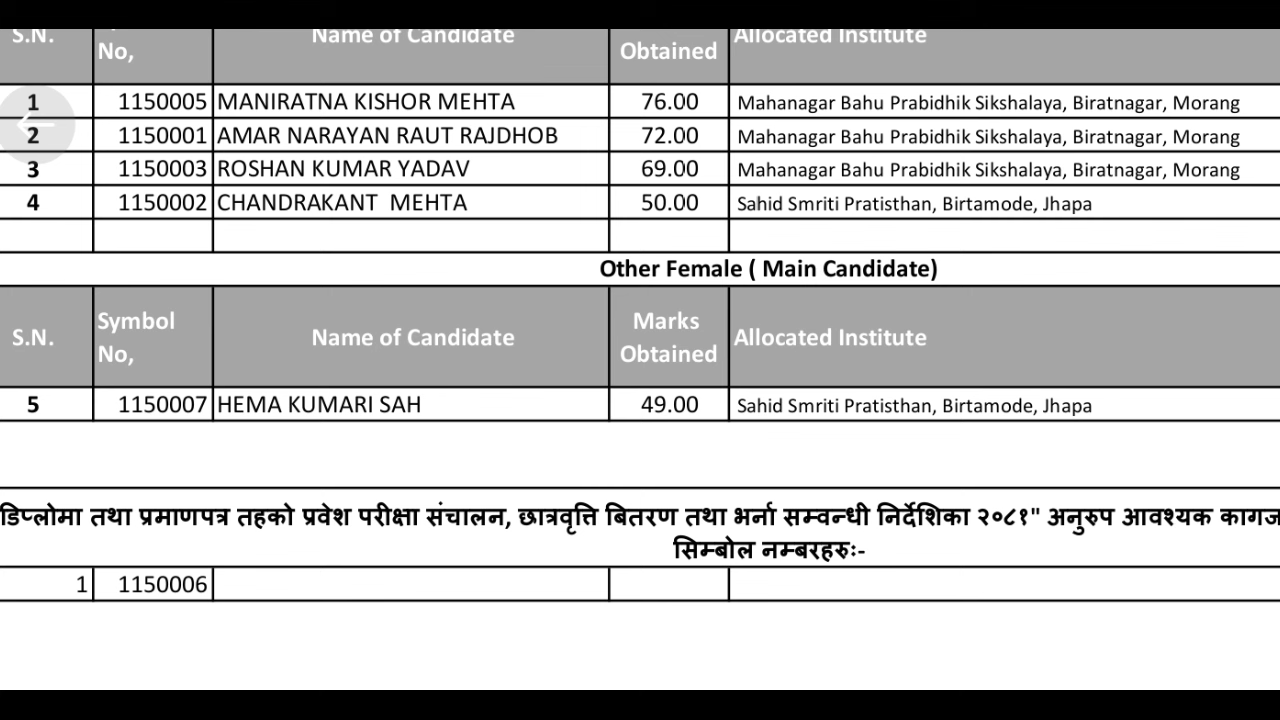 S.N. No, Name of Candidate Obtained Allocated Institute
1 1150005 MANIRATNA KISHOR MEHTA 76.00 Mahanagar Bahu Prabidhik Sikshalaya, Biratnagar, Morang
2 1150001 AMAR NARAYAN RAUT RAJDHOB 72.00 Mahanagar Bahu Prabidhik Sikshalaya, Biratnagar, Morang
3 1150003 ROSHAN KUMAR YADAV 69.00 Mahanagar Bahu Prabidhik Sikshalaya, Biratnagar, Morang
4 1150002 CHANDRAKANT MEHTA 50.00 Sahid Smriti Pratisthan, Birtamode, Jhapa
Other Female ( Main Candidate)
S.N. Symbol No, Name of Candidate Marks Obtained Allocated Institute
5 1150007 HEMA KUMARI SAH 49.00 Sahid Smriti Pratisthan, Birtamode, Jhapa
डिप्लोमा तथा प्रमाणपत्र तहको प्रवेश परीक्षा संचालन, छात्रवृत्ति बितरण तथा भर्ना सम्वन्धी निर्देशिका २०८१" अनुरुप आवश्यक कागज
सिम्बोल नम्बरहरुः-
1 1150006